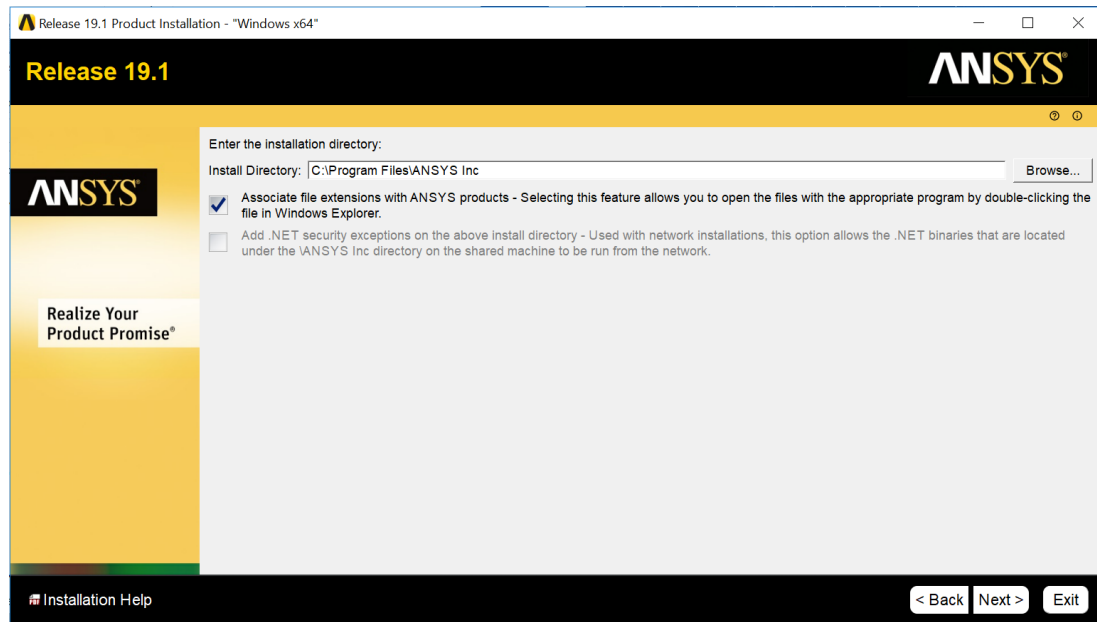 Release 19.1 Product Installation - "Windows x64"
Release 19.1
ANSYS®
Enter the installation directory:
Install Directory: C:\Program Files\ANSYS Inc Browse...
ANSYS®
Associate file extensions with ANSYS products - Selecting this feature allows you to open the files with the appropriate program by double-clicking the
file in Windows Explorer.
Add .NET security exceptions on the above install directory - Used with network installations, this option allows the .NET binaries that are located
under the \ANSYS Inc directory on the shared machine to be run from the network.
Realize Your
Product Promise®
Installation Help
< Back Next > Exit